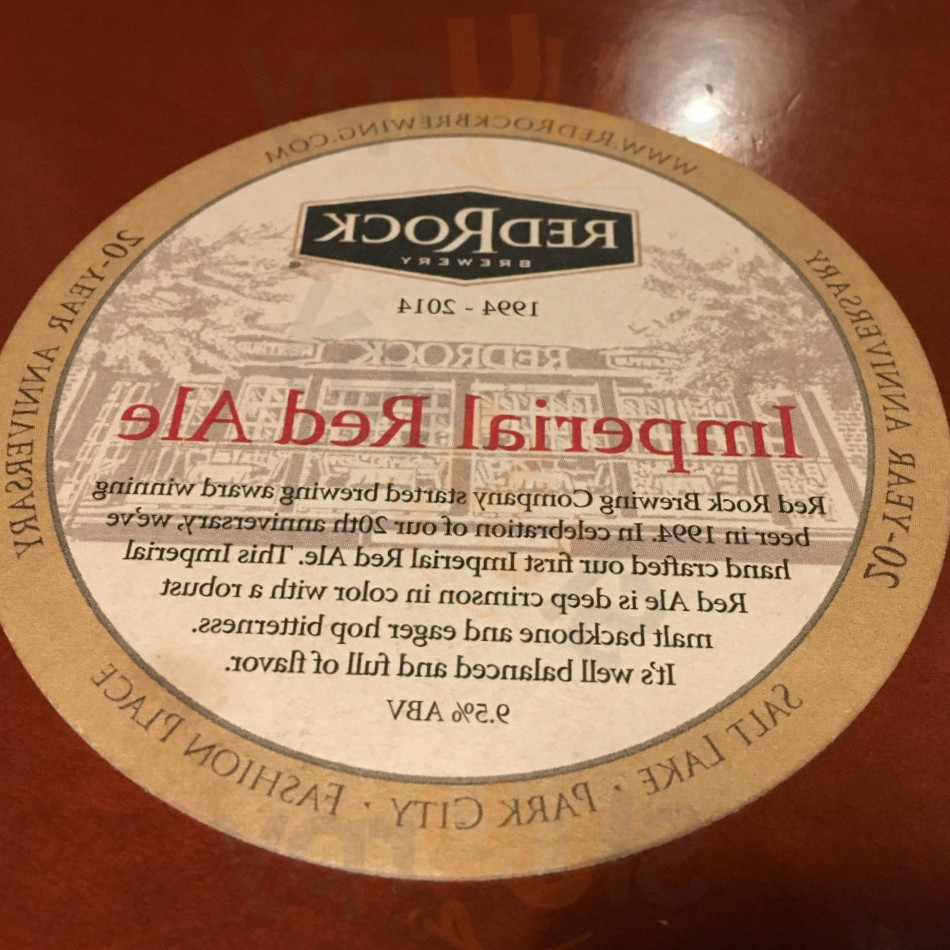 WWW.REDROCKBREWING.COM
REDROCK
BREWERY
1994 - 2014
20-YEAR ANNIVERSARY
20-YEAR ANNIVERSARY
REDROCK
Imperial Red Ale
Red Rock Brewing Company started brewing award winning
beer in 1994. In celebration of our 20th anniversary, we've
hand crafted our first Imperial Red Ale. This Imperial
Red Ale is deep crimson in color with a robust
malt backbone and eager hop bitterness.
It's well balanced and full of flavor.
9.5% ABV
SALT LAKE · PARK CITY · FASHION PLACE